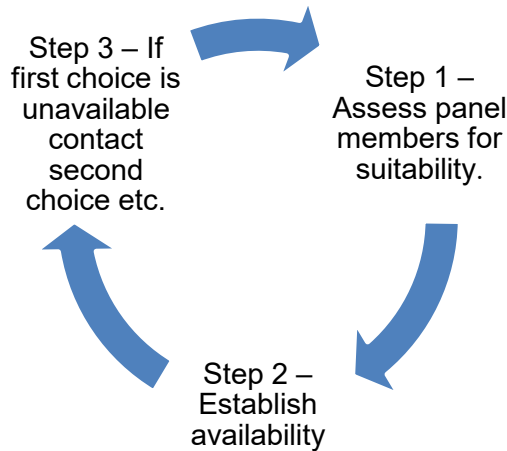 Step 1 –
Assess panel
members for
suitability.
Step 2 –
Establish
availability
Step 3 – If
first choice is
unavailable
contact
second
choice etc.